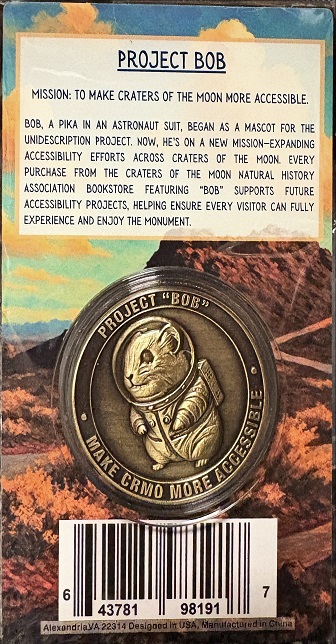 PROJECT BOB
MISSION: TO MAKE CRATERS OF THE MOON MORE ACCESSIBLE.
BOB, A PIKA IN AN ASTRONAUT SUIT, BEGAN AS A MASCOT FOR THE
UNIDESCRIPTION PROJECT. NOW, HE'S ON A NEW MISSION—EXPANDING
ACCESSIBILITY EFFORTS ACROSS CRATERS OF THE MOON. EVERY
PURCHASE FROM THE CRATERS OF THE MOON NATURAL HISTORY
ASSOCIATION BOOKSTORE FEATURING "BOB" SUPPORTS FUTURE
ACCESSIBILITY PROJECTS, HELPING ENSURE EVERY VISITOR CAN FULLY
EXPERIENCE AND ENJOY THE MONUMENT.
PROJECT "BOB"
MAKE CRMO MORE ACCESSIBLE
6 43781 98191 7
Alexandria,VA 22314 Designed in USA, Manufactured in China